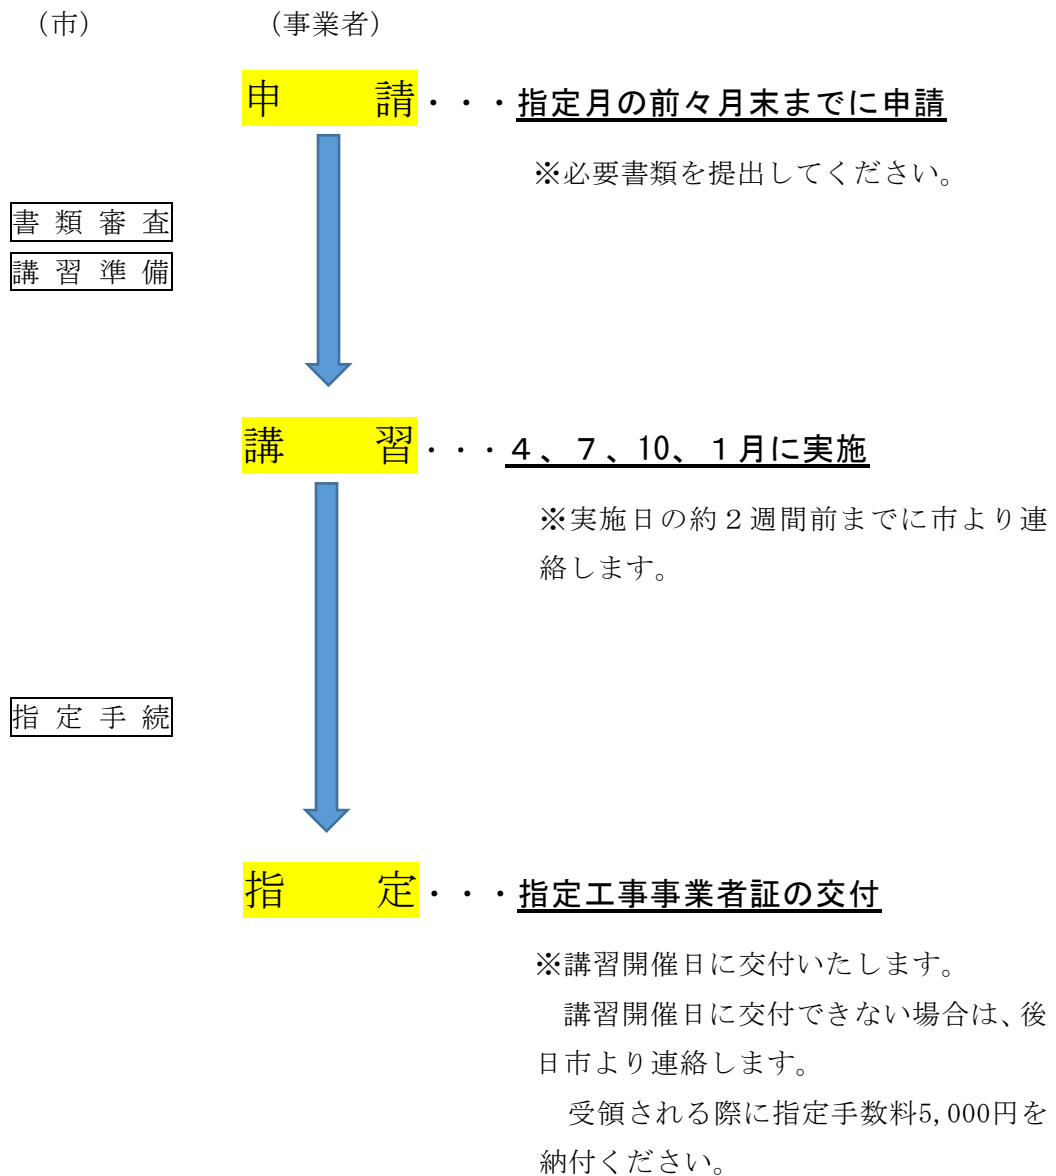 （市）　（事業者）
申　請・・・指定月の前々月末までに申請
※必要書類を提出してください。
書類審査
講習準備
講　習・・・４、７、10、１月に実施
※実施日の約２週間前までに市より連
絡します。
指定手続
指　定・・・指定工事事業者証の交付
※講習開催日に交付いたします。
講習開催日に交付できない場合は、後
日市より連絡します。
受領される際に指定手数料5,000円を
納付ください。